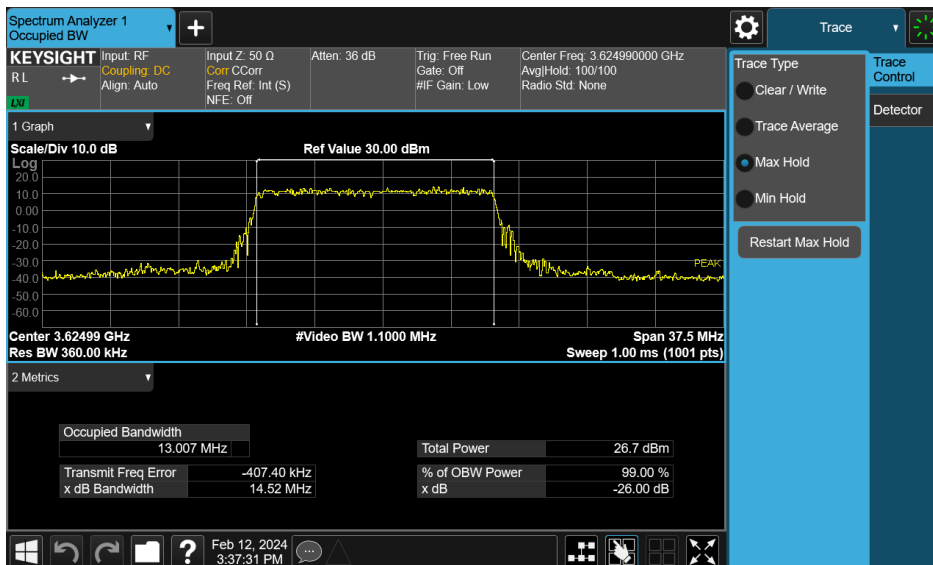 Spectrum Analyzer 1
Occupied BW
+
Trace
KEYSIGHT
R L
LXI
Input: RF
Coupling: DC
Align: Auto
Input Z: 50 Ω
Corr CCorr
Freq Ref: Int (S)
NFE: Off
Atten: 36 dB
Trig: Free Run
Gate: Off
#IF Gain: Low
Center Freq: 3.624990000 GHz
Avg|Hold: 100/100
Radio Std: None
Trace Type
Clear / Write
Trace Average
Max Hold
Min Hold
Restart Max Hold
Trace
Control
Detector
1 Graph
Scale/Div 10.0 dB
Ref Value 30.00 dBm
Log
20.0
10.0
0.00
-10.0
-20.0
-30.0
-40.0
-50.0
-60.0
PEAK
Center 3.62499 GHz
#Video BW 1.1000 MHz
Span 37.5 MHz
Res BW 360.00 kHz
Sweep 1.00 ms (1001 pts)
2 Metrics
Occupied Bandwidth
13.007 MHz
Total Power 26.7 dBm
Transmit Freq Error -407.40 kHz
% of OBW Power 99.00 %
x dB Bandwidth 14.52 MHz
x dB -26.00 dB
?
Feb 12, 2024
3:37:31 PM